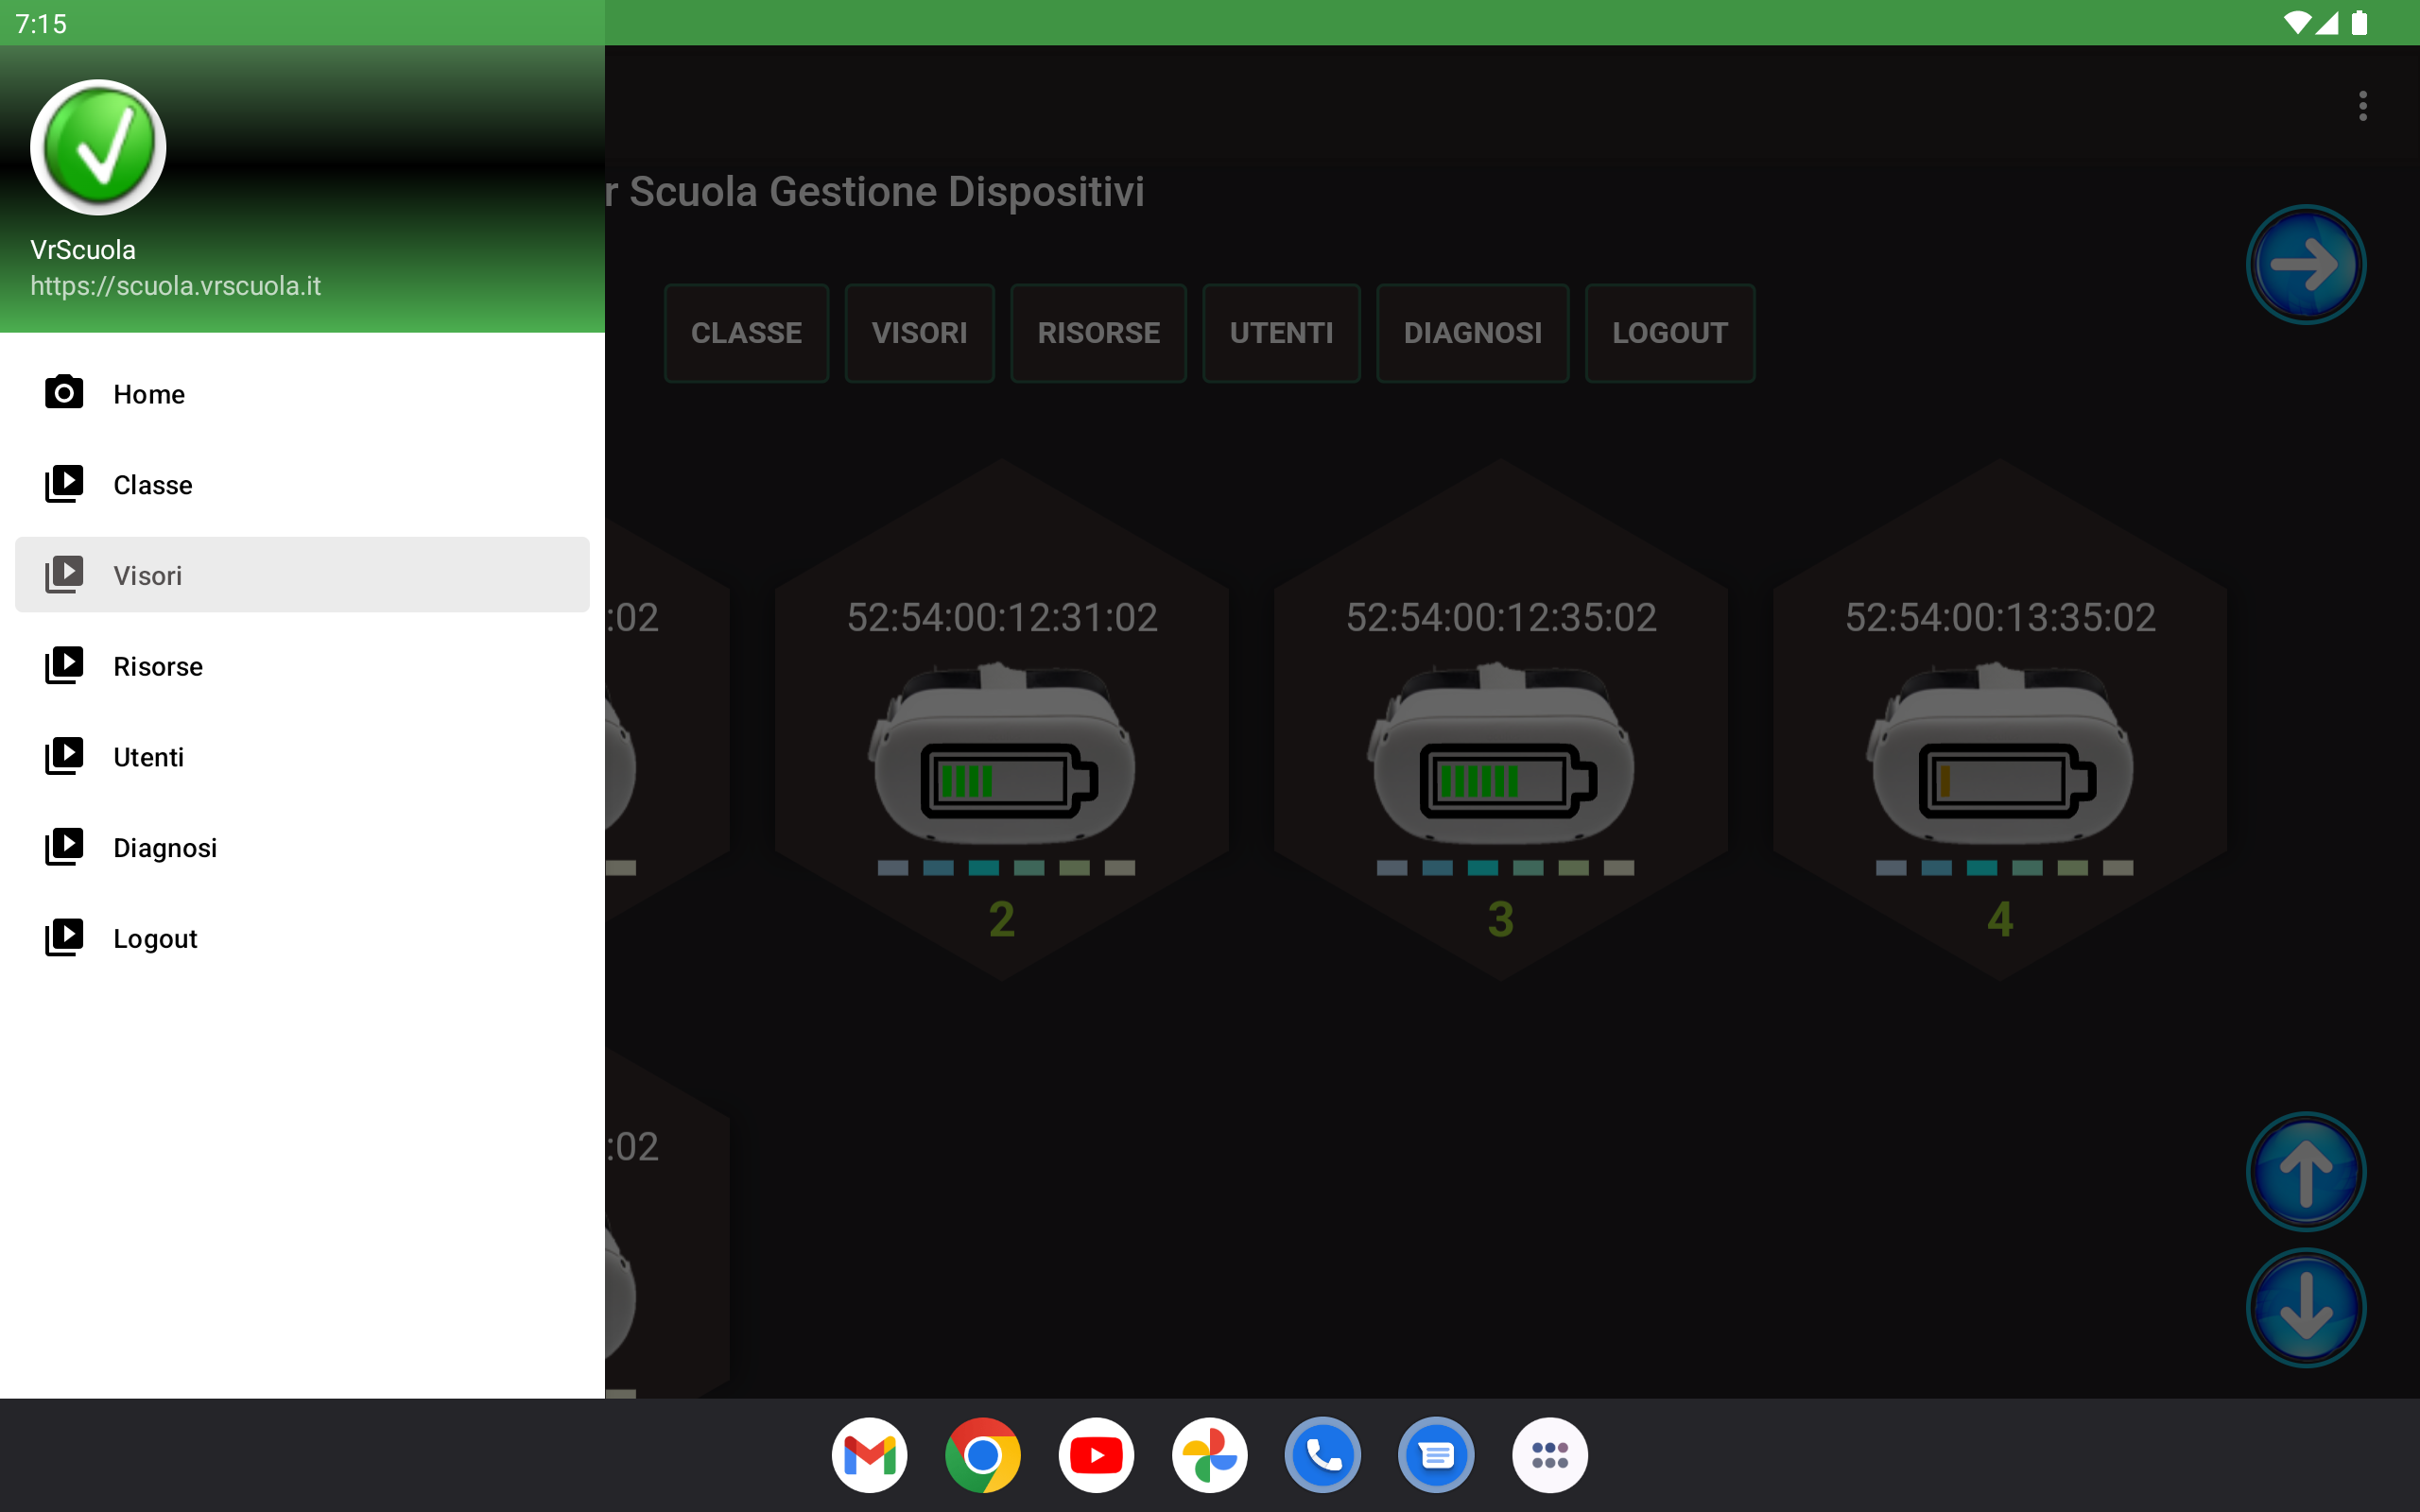 7:15
VrScuola
https://scuola.vrscuola.it
Home
Classe
Visori
Risorse
Utenti
Diagnosi
Logout
r Scuola Gestione Dispositivi
CLASSE VISORI RISORSE UTENTI DIAGNOSI LOGOUT
:02 52:54:00:12:31:02 52:54:00:12:35:02 52:54:00:13:35:02
2 3 4
:02